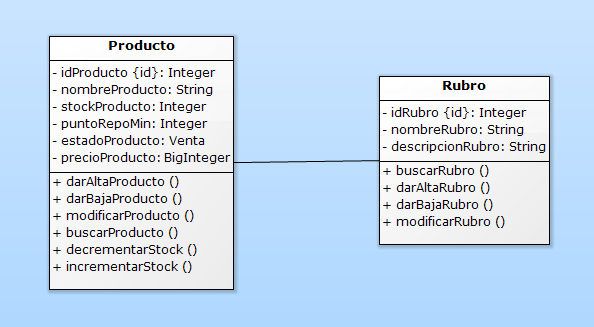 Producto
- idProducto {id}: Integer
- nombreProducto: String
- stockProducto: Integer
- puntoRepoMin: Integer
- estadoProducto: Venta
- precioProducto: BigInteger
+ darAltaProducto ()
+ darBajaProducto ()
+ modificarProducto ()
+ buscarProducto ()
+ decrementarStock ()
+ incrementarStock ()
Rubro
- idRubro {id}: Integer
- nombreRubro: String
- descripcionRubro: String
+ buscarRubro ()
+ darAltaRubro ()
+ darBajaRubro ()
+ modificarRubro ()